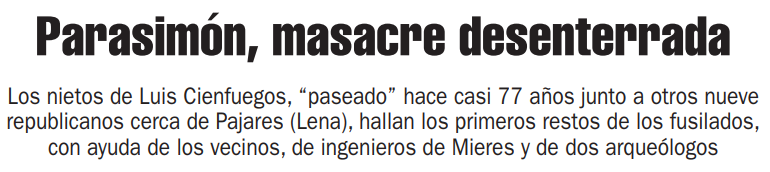 Parasimón, masacre desenterrada
Los nietos de Luis Cienfuegos, “paseado” hace casi 77 años junto a otros nueve
republicanos cerca de Pajares (Lena), hallan los primeros restos de los fusilados,
con ayuda de los vecinos, de ingenieros de Mieres y de dos arqueólogos